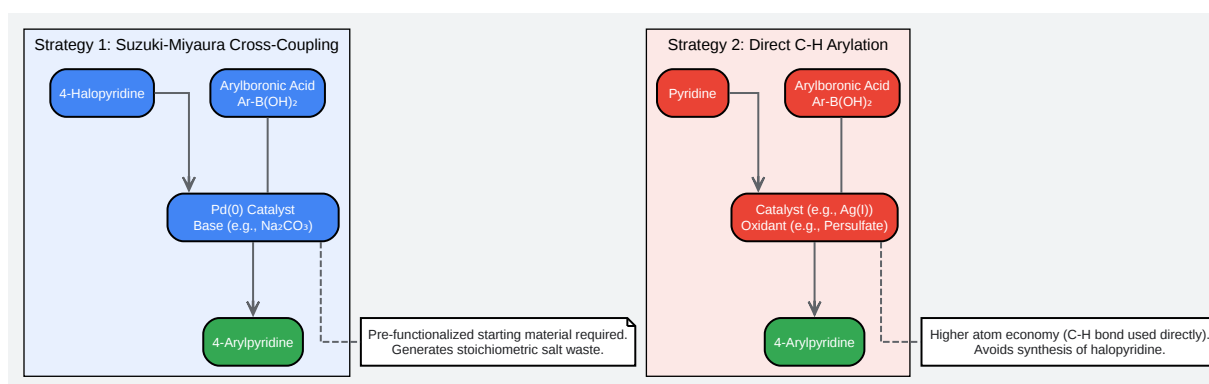 Strategy 1: Suzuki-Miyaura Cross-Coupling
4-Halopyridine
Arylboronic Acid
Ar-B(OH)₂
Pd(0) Catalyst
Base (e.g., Na₂CO₃)
4-Arylpyridine
Pre-functionalized starting material required.
Generates stoichiometric salt waste.
Strategy 2: Direct C-H Arylation
Pyridine
Arylboronic Acid
Ar-B(OH)₂
Catalyst (e.g., Ag(I))
Oxidant (e.g., Persulfate)
4-Arylpyridine
Higher atom economy (C-H bond used directly).
Avoids synthesis of halopyridine.